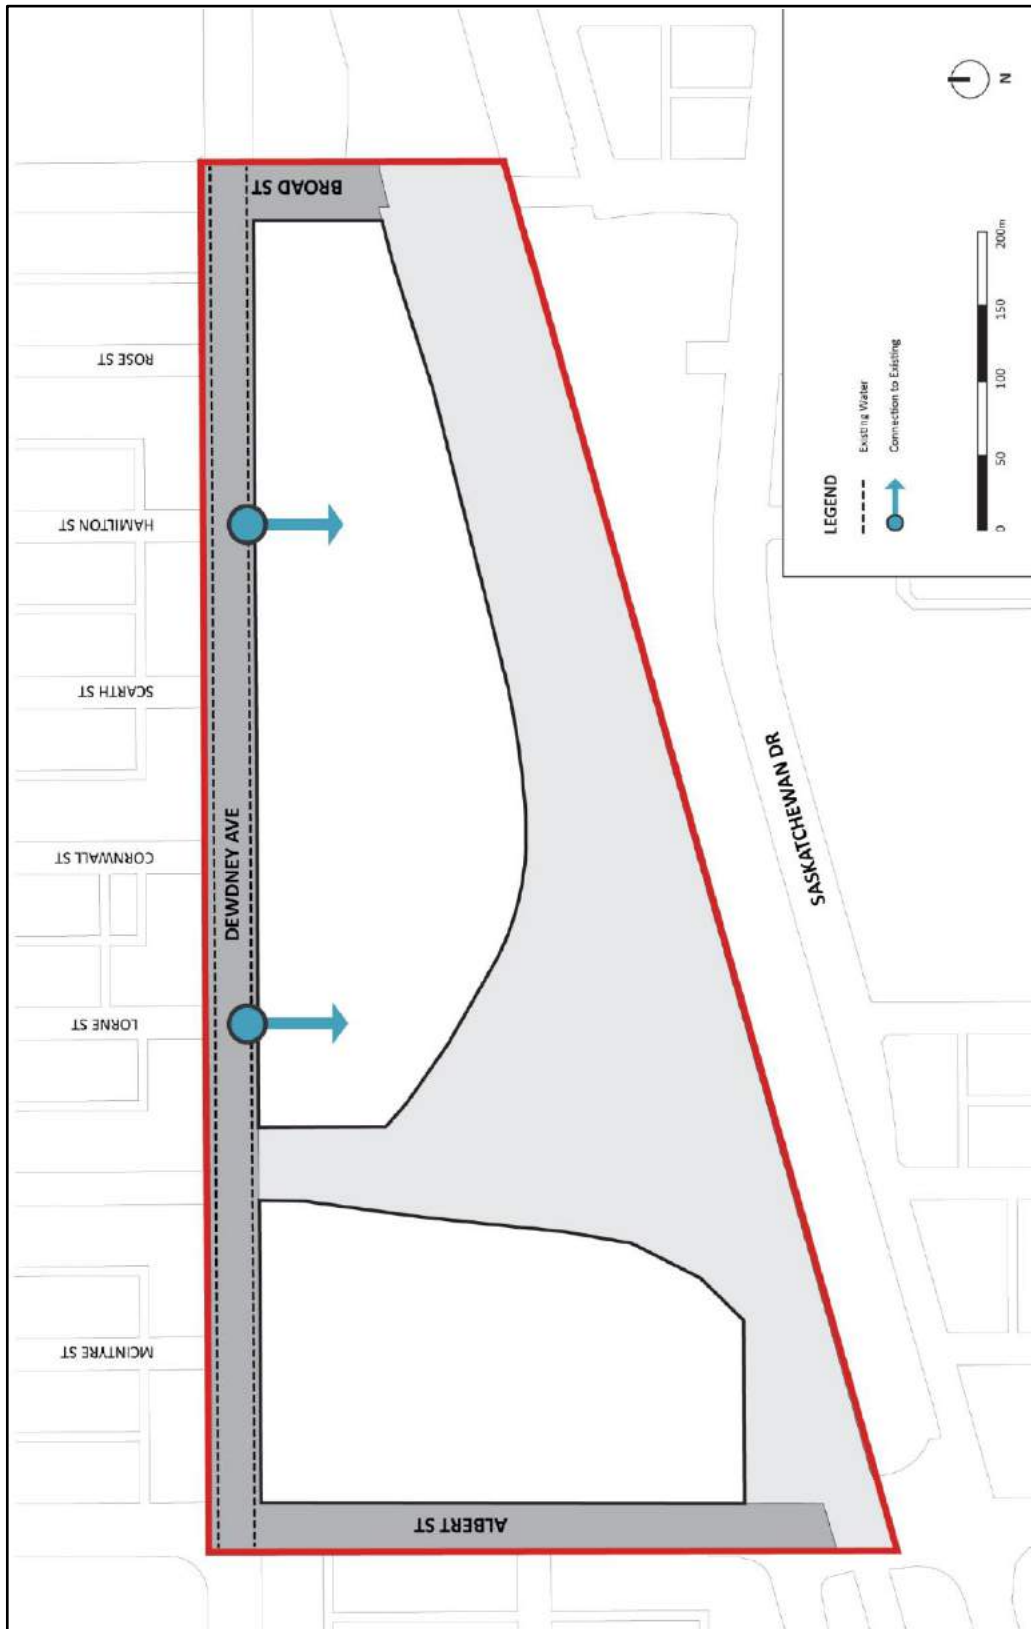 BROAD ST
ROSE ST
HAMILTON ST
SCARTH ST
CORNWALL ST
LORNE ST
MCINTYRE ST
DEWDNEY AVE
ALBERT ST
SASKATCHEWAN DR
N
LEGEND
Existing Water
Connection to Existing
0 50 100 150 200m